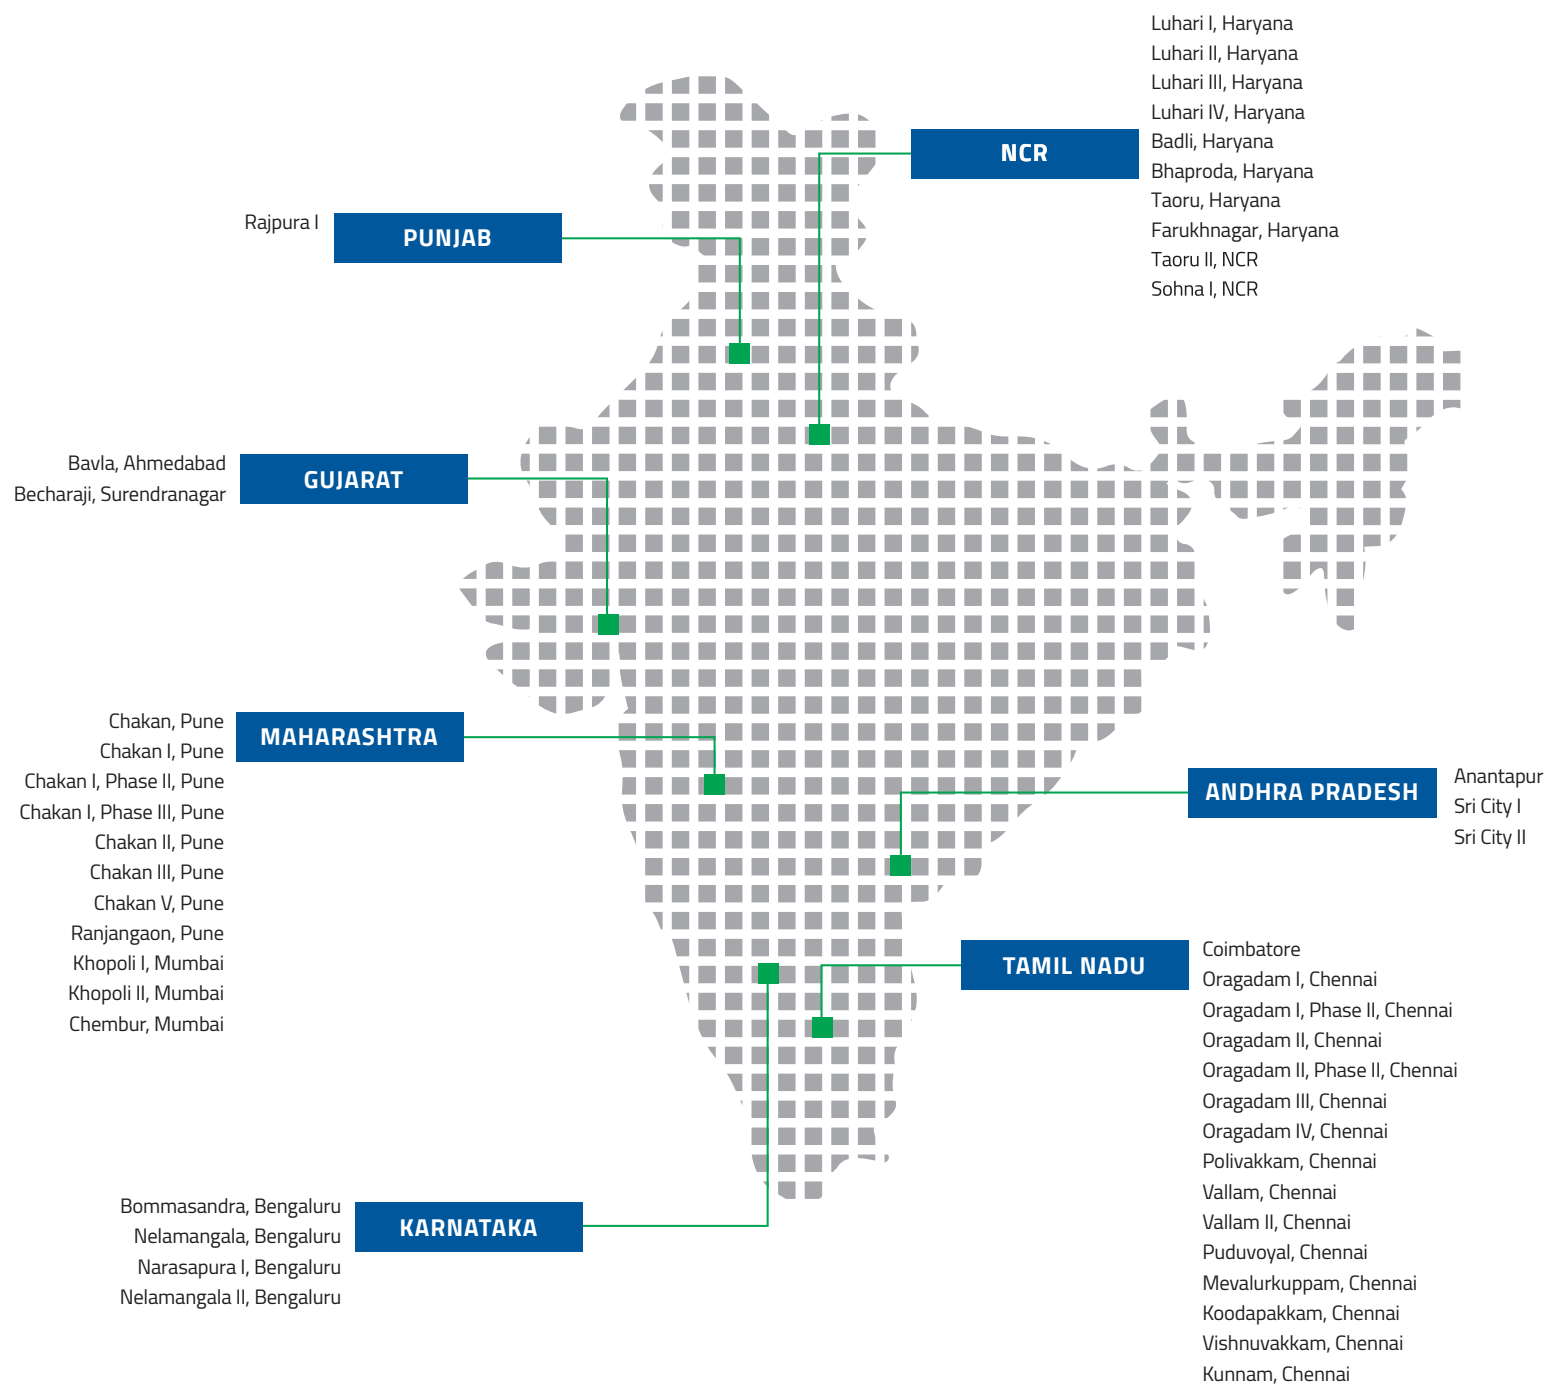 Luhari I, Haryana
Luhari II, Haryana
Luhari III, Haryana
Luhari IV, Haryana
Badli, Haryana
Bhaproda, Haryana
Taoru, Haryana
Farukhnagar, Haryana
Taoru II, NCR
Sohna I, NCR
NCR
Rajpura I
PUNJAB
Bavla, Ahmedabad
Becharaji, Surendranagar
GUJARAT
Chakan, Pune
Chakan I, Pune
Chakan I, Phase II, Pune
Chakan I, Phase III, Pune
Chakan II, Pune
Chakan III, Pune
Chakan V, Pune
Ranjangaon, Pune
Khopoli I, Mumbai
Khopoli II, Mumbai
Chembur, Mumbai
MAHARASHTRA
ANDHRA PRADESH
Anantapur
Sri City I
Sri City II
TAMIL NADU
Coimbatore
Oragadam I, Chennai
Oragadam I, Phase II, Chennai
Oragadam II, Chennai
Oragadam II, Phase II, Chennai
Oragadam III, Chennai
Oragadam IV, Chennai
Polivakkam, Chennai
Vallam, Chennai
Vallam II, Chennai
Puduvoyal, Chennai
Mevalurkuppam, Chennai
Koodapakkam, Chennai
Vishnuvakkam, Chennai
Kunnam, Chennai
Bommasandra, Bengaluru
Nelamangala, Bengaluru
Narasapura I, Bengaluru
Nelamangala II, Bengaluru
KARNATAKA